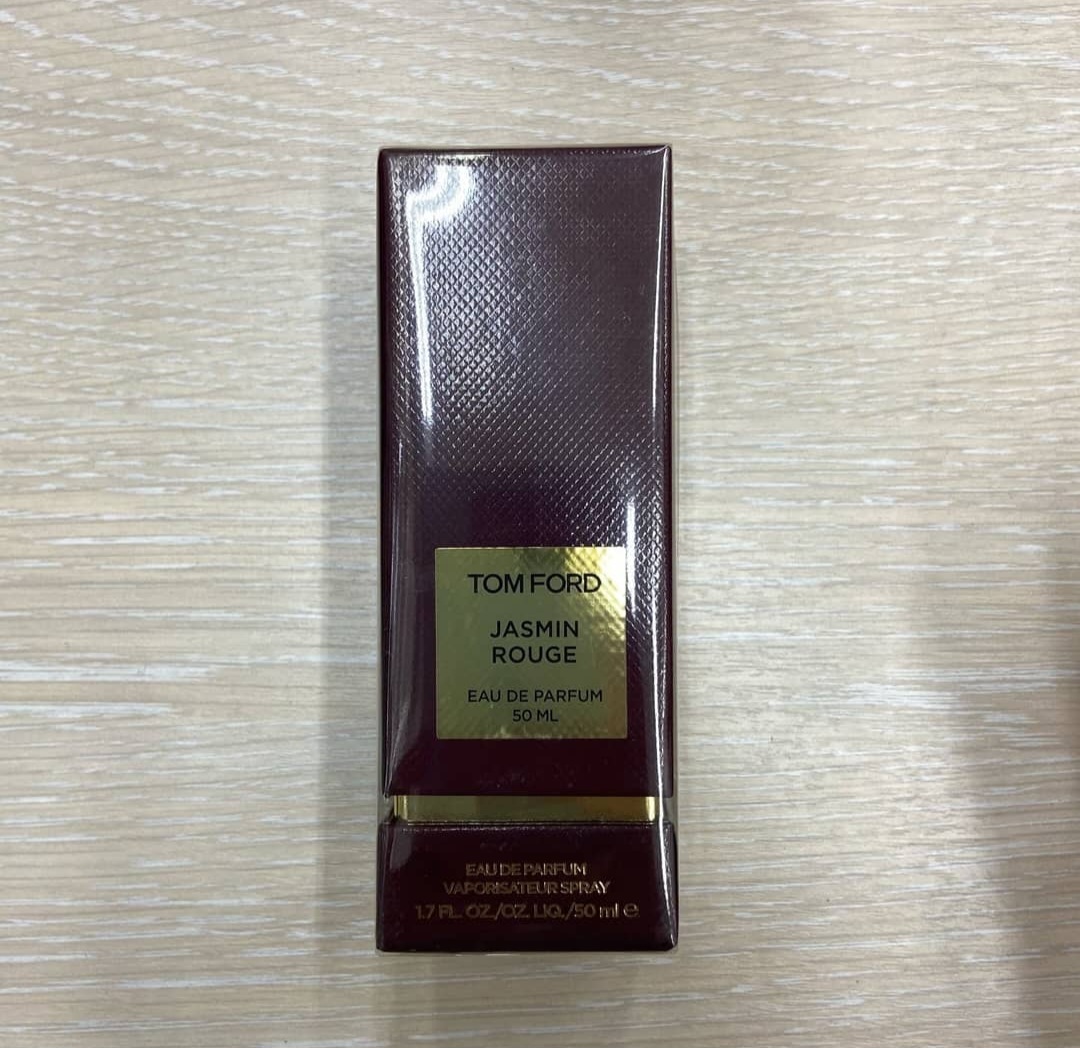 TOM FORD
JASMIN
ROUGE
EAU DE PARFUM
50 ML
EAU DE PARFUM
VAPORISATEUR SPRAY
1.7 FL. OZ./OZ. LIQ./50 ml ℮